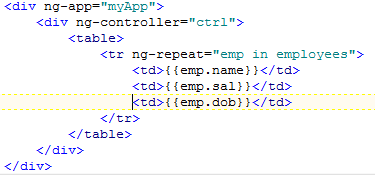 <div ng-app="myApp">
    <div ng-controller="ctrl">
        <table>
            <tr ng-repeat="emp in employees">
                <td>{{emp.name}}</td>
                <td>{{emp.sal}}</td>
                <td>{{emp.dob}}</td>
            </tr>
        </table>
    </div>
</div>